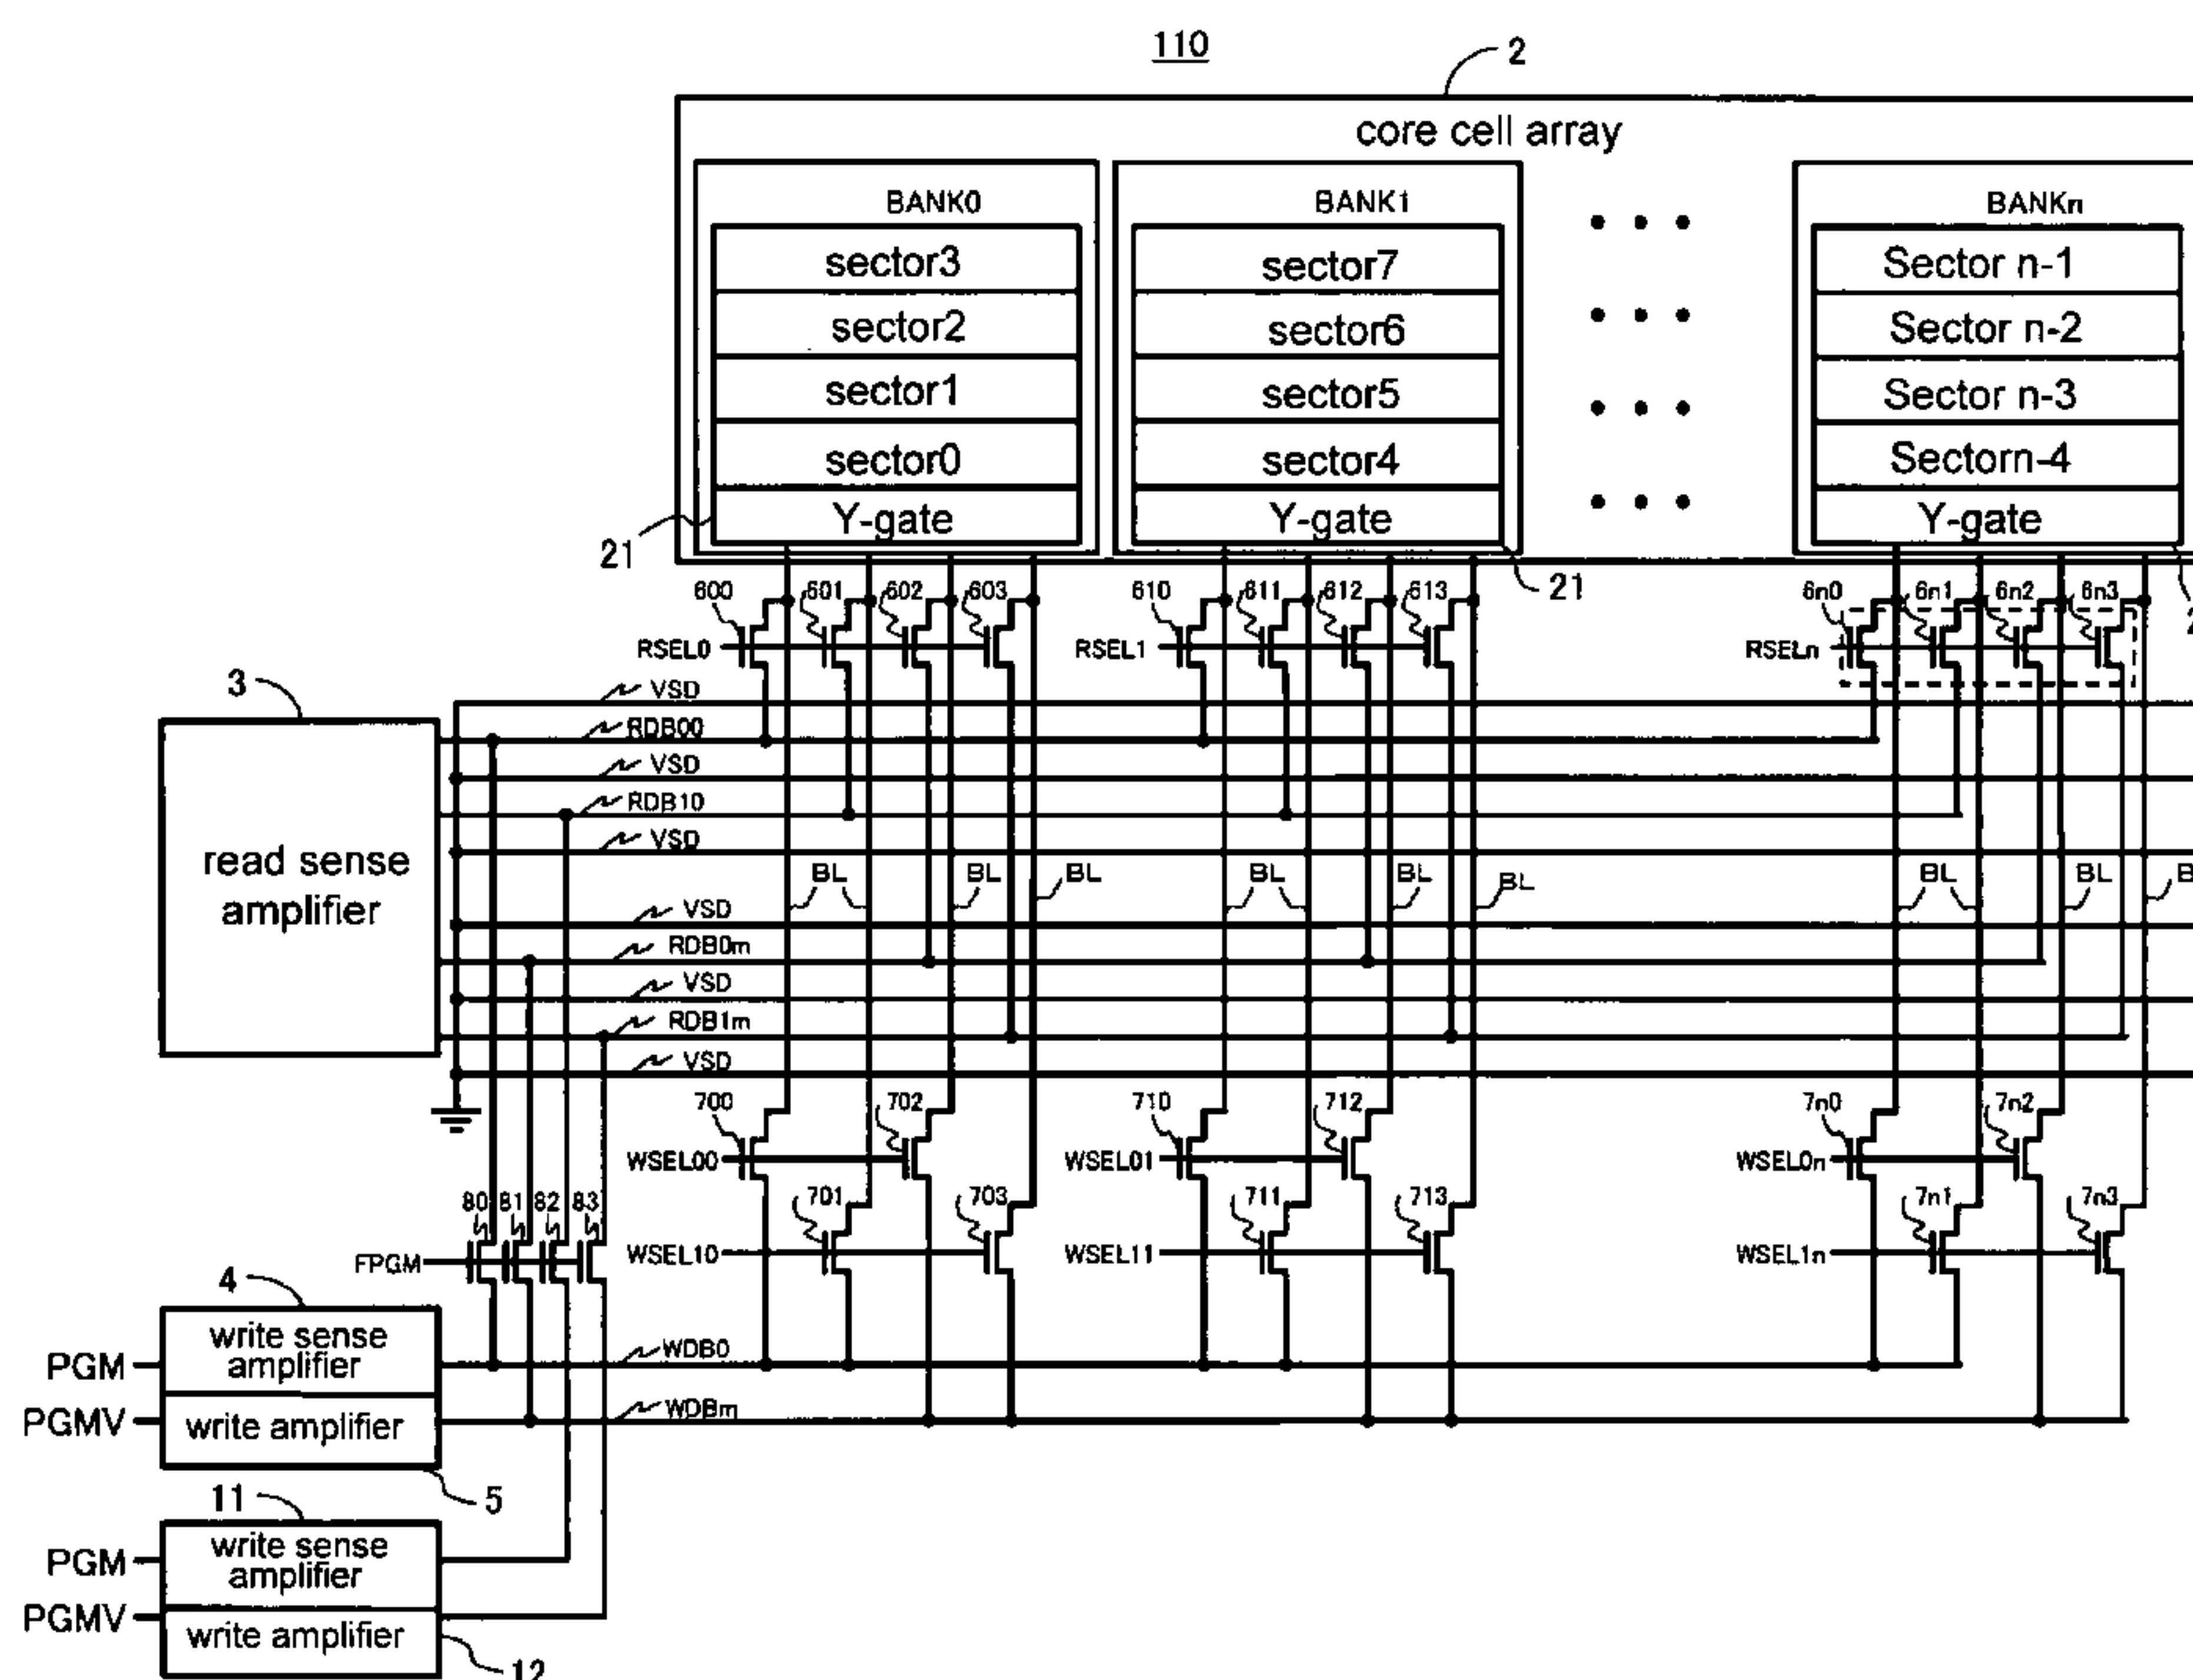 110
2
core cell array
BANK0
BANK1
BANKn
sector3
sector7
Sector n-1
sector2
sector6
Sector n-2
sector1
sector5
Sector n-3
sector0
sector4
Sectorn-4
Y-gate
Y-gate
Y-gate
21
21
600
601
602
603
610
611
612
613
6n0
6n1
6n2
6n3
RSEL0
RSEL1
RSELn
3
VSD
RDB00
VSD
RDB10
VSD
read sense
amplifier
BL
BL
BL
BL
BL
BL
BL
BL
VSD
RDB0m
VSD
RDB1m
VSD
700
702
710
712
7n0
7n2
WSEL00
WSEL01
WSEL0n
80
81
82
83
701
703
711
713
7n1
7n3
FPGM
WSEL10
WSEL11
WSEL1n
4
write sense
amplifier
PGM
WDB0
PGMV
write amplifier
WDBm
5
11
write sense
amplifier
PGM
PGMV
write amplifier
12